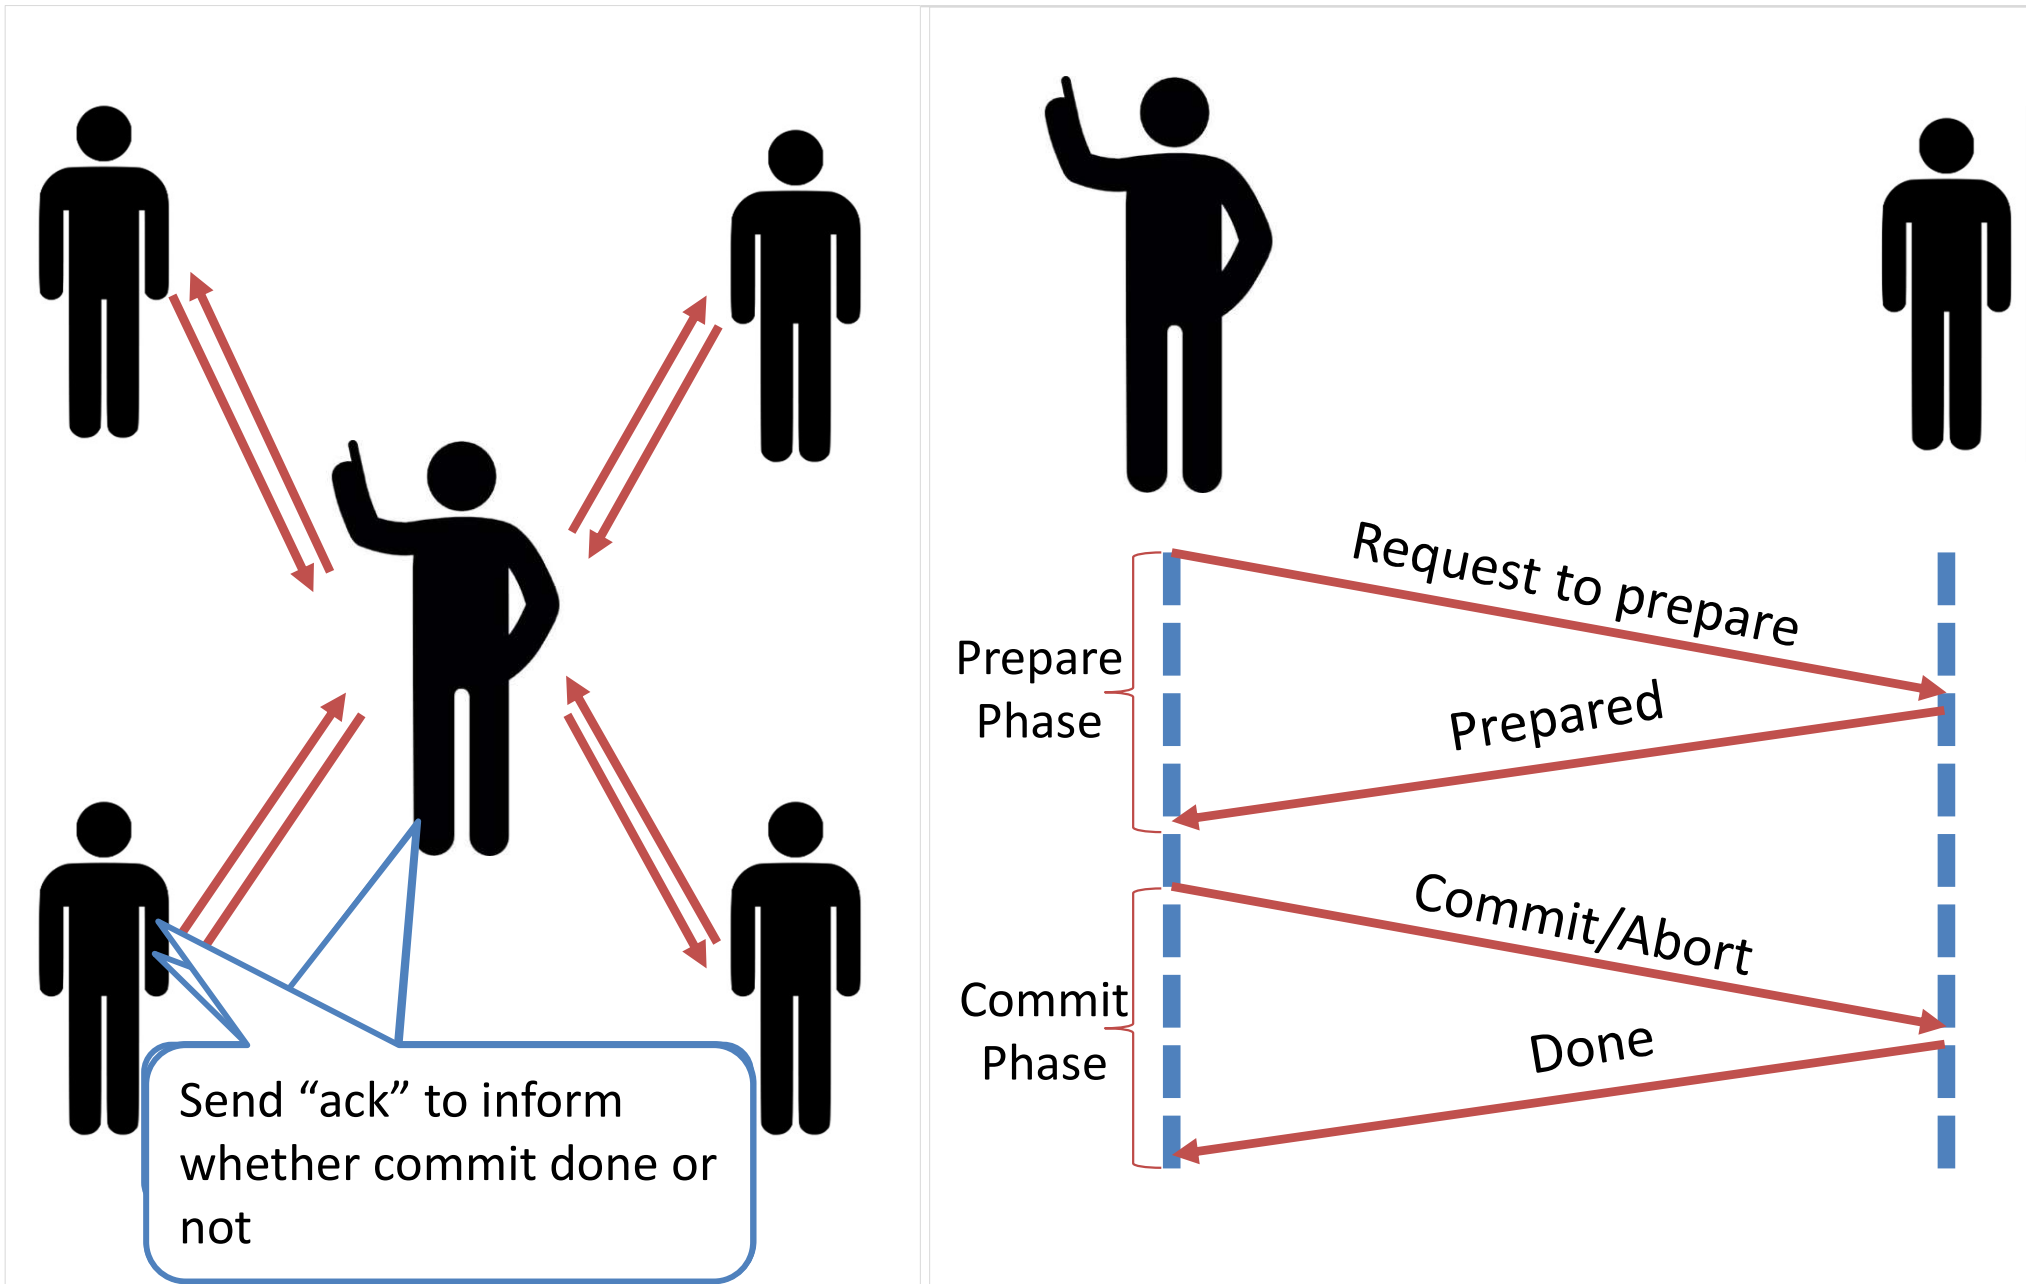 Send “ack” to inform
whether commit done or
not
Request to prepare
Prepare
Phase
Prepared
Commit/Abort
Commit
Phase
Done